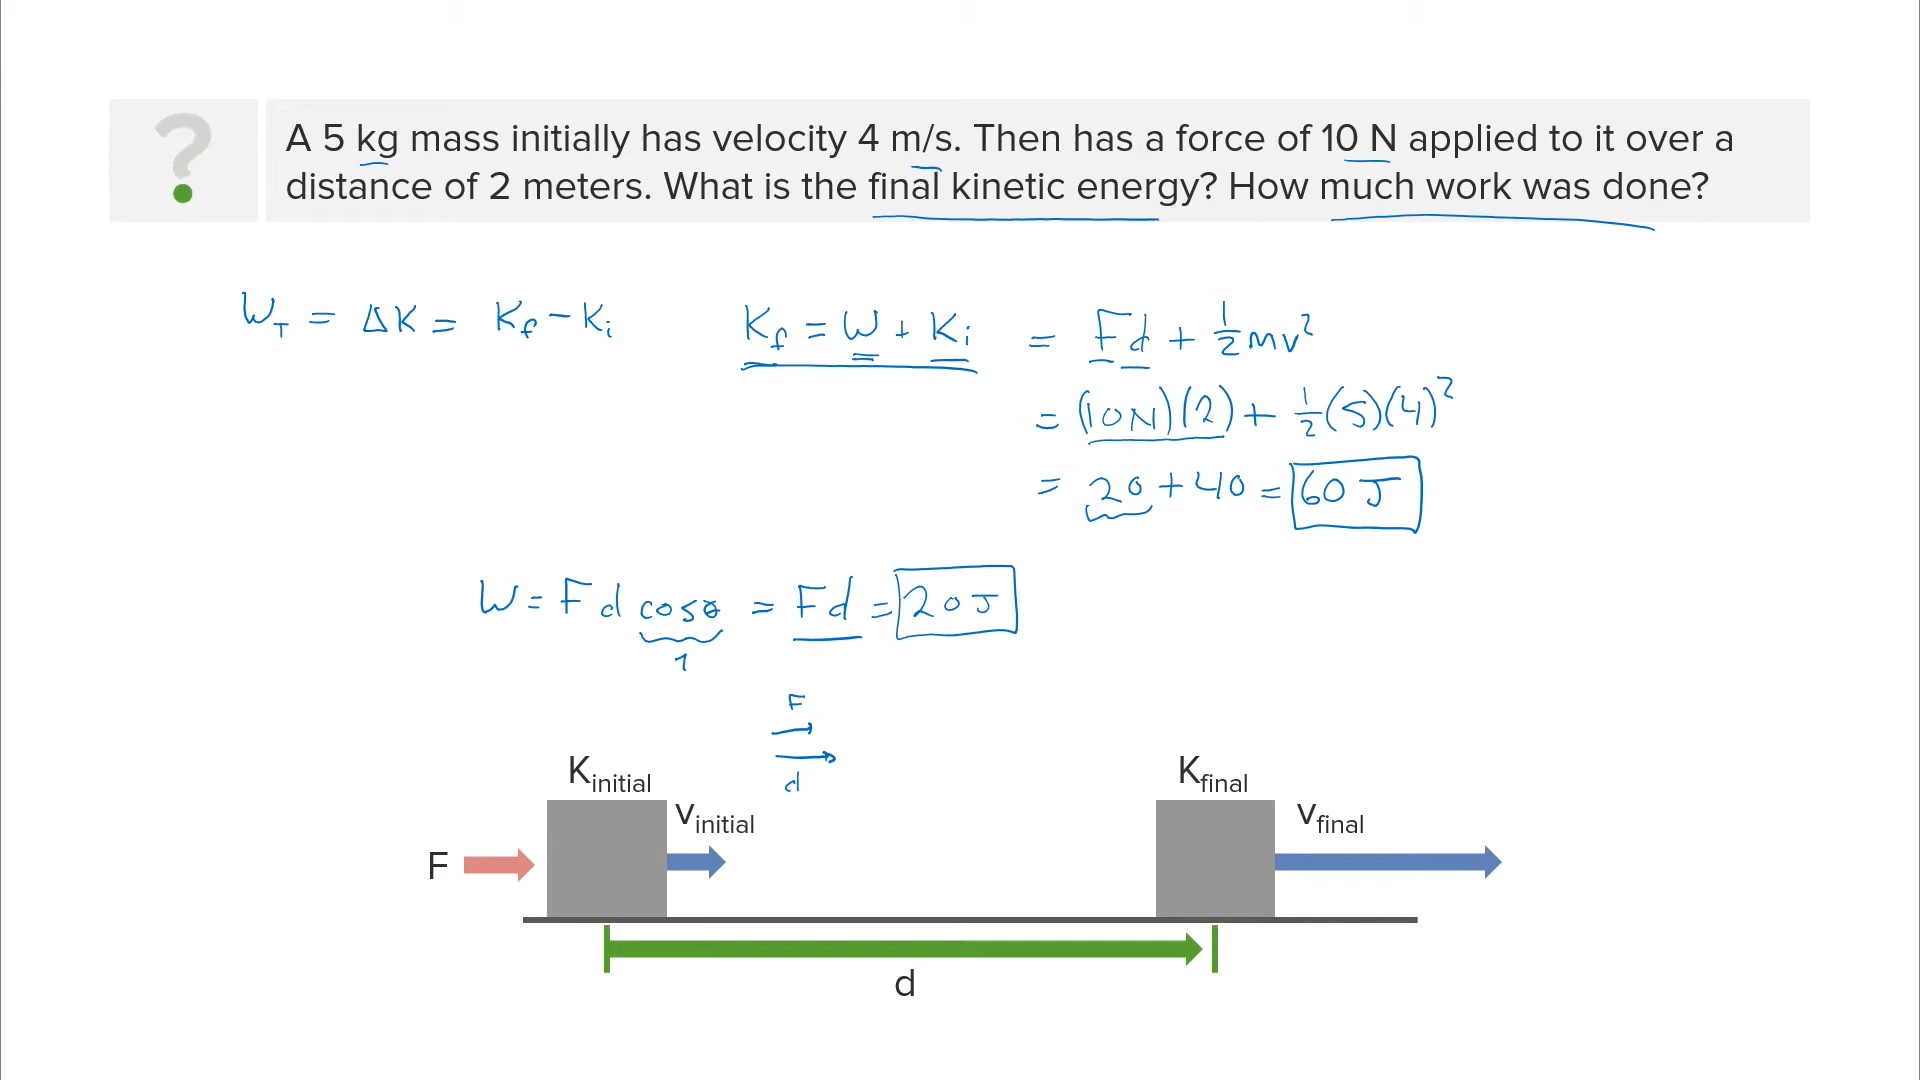 ?
A 5 kg mass initially has velocity 4 m/s. Then has a force of 10 N applied to it over a
distance of 2 meters. What is the final kinetic energy? How much work was done?
W_T = ΔK = K_f - K_i
K_f = W + K_i = Fd + 1/2 mv²
= (10N)(2) + 1/2 (5)(4)²
= 20 + 40 = 60 J
W = Fd cosθ = Fd = 20J
1
F
d
K_initial
K_final
v_initial
v_final
F
d